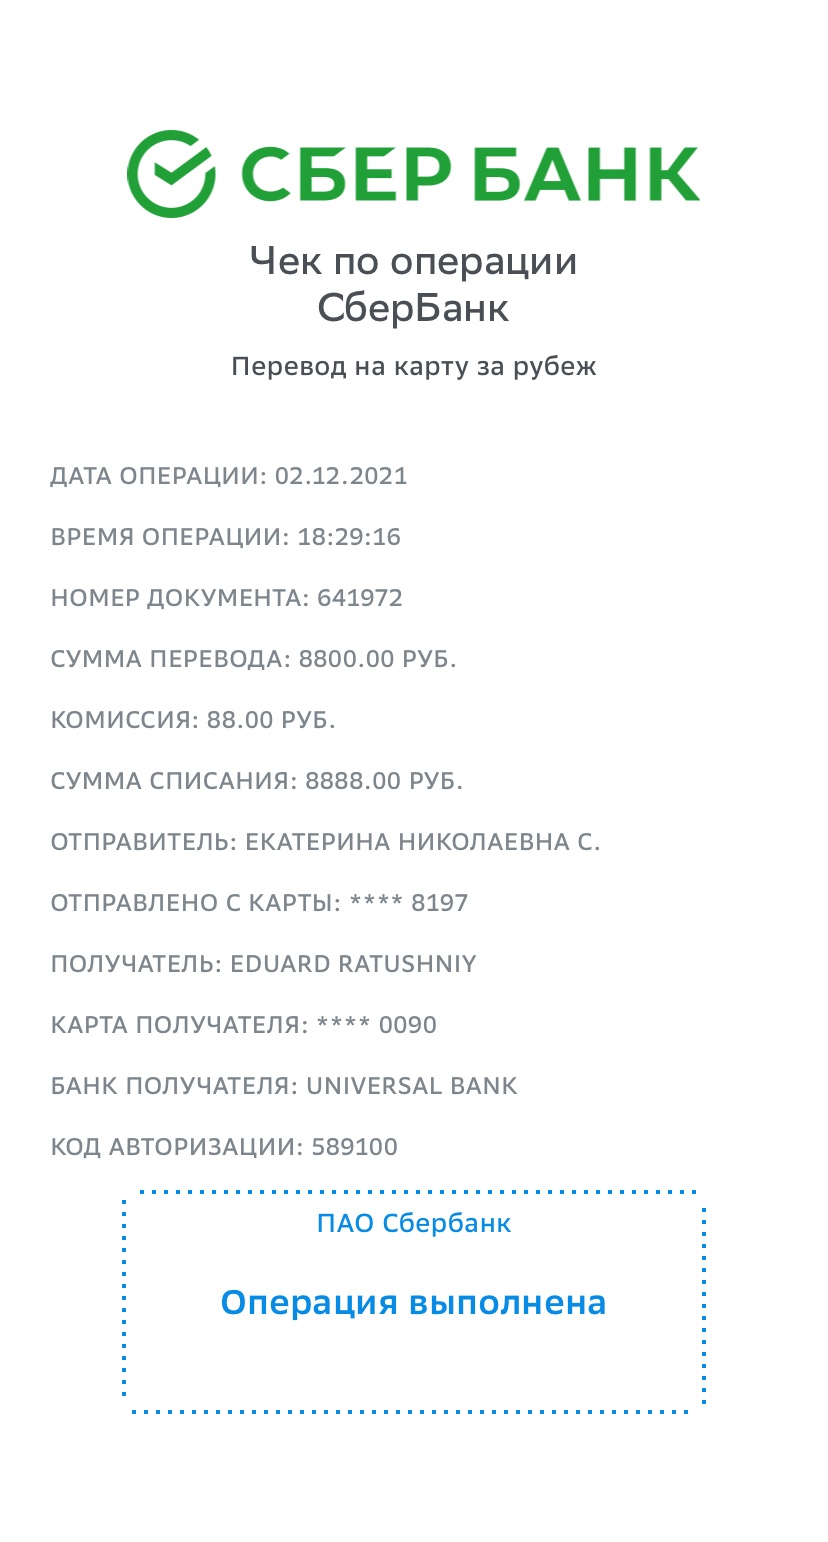 СБЕР БАНК
Чек по операции
СберБанк
Перевод на карту за рубеж
ДАТА ОПЕРАЦИИ: 02.12.2021
ВРЕМЯ ОПЕРАЦИИ: 18:29:16
НОМЕР ДОКУМЕНТА: 641972
СУММА ПЕРЕВОДА: 8800.00 РУБ.
КОМИССИЯ: 88.00 РУБ.
СУММА СПИСАНИЯ: 8888.00 РУБ.
ОТПРАВИТЕЛЬ: ЕКАТЕРИНА НИКОЛАЕВНА С.
ОТПРАВЛЕНО С КАРТЫ: **** 8197
ПОЛУЧАТЕЛЬ: EDUARD RATUSHNIY
КАРТА ПОЛУЧАТЕЛЯ: **** 0090
БАНК ПОЛУЧАТЕЛЯ: UNIVERSAL BANK
КОД АВТОРИЗАЦИИ: 589100
ПАО Сбербанк
Операция выполнена